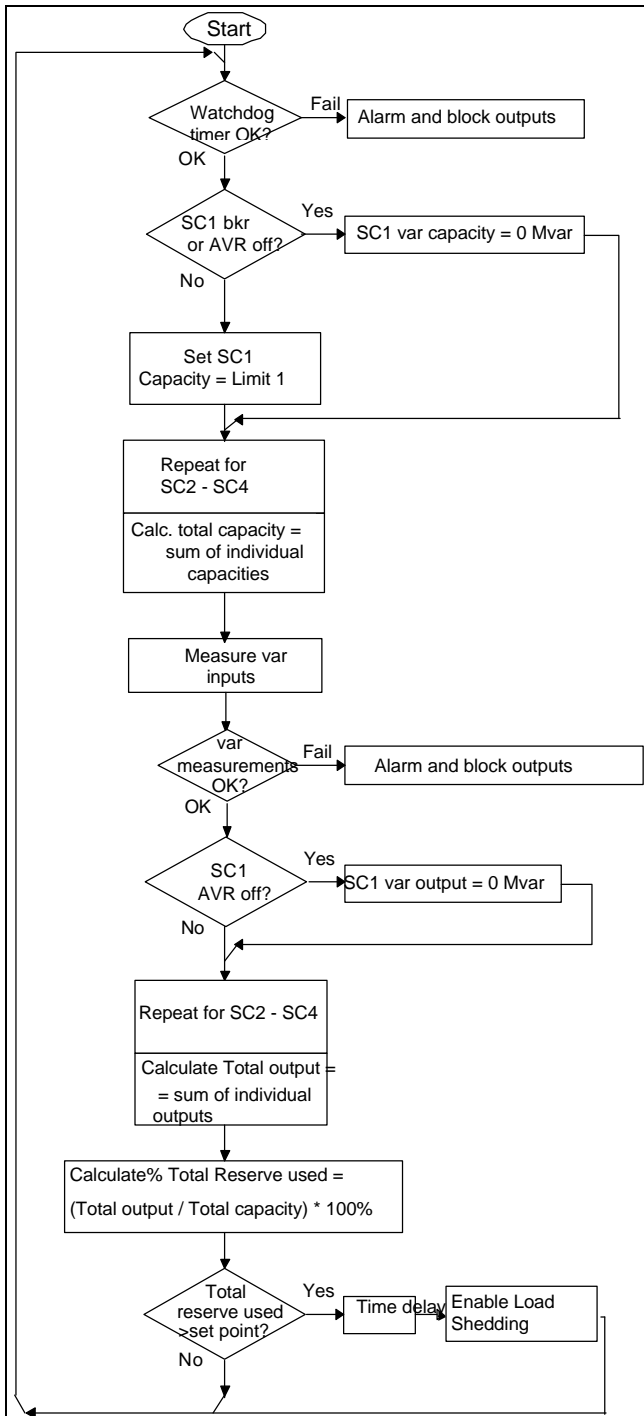 Start
Watchdog
timer OK?
Fail
Alarm and block outputs
OK
SC1 bkr
or AVR off?
Yes
SC1 var capacity = 0 Mvar
No
Set SC1
Capacity = Limit 1
Repeat for
SC2 - SC4
Calc. total capacity =
sum of individual
capacities
Measure var
inputs
var
measurements
OK?
Fail
Alarm and block outputs
OK
SC1
AVR off?
Yes
SC1 var output = 0 Mvar
No
Repeat for SC2 - SC4
Calculate Total output =
= sum of individual
outputs
Calculate% Total Reserve used =
(Total output / Total capacity) * 100%
Total
reserve used
>set point?
Yes
Time delay
Enable Load
Shedding
No